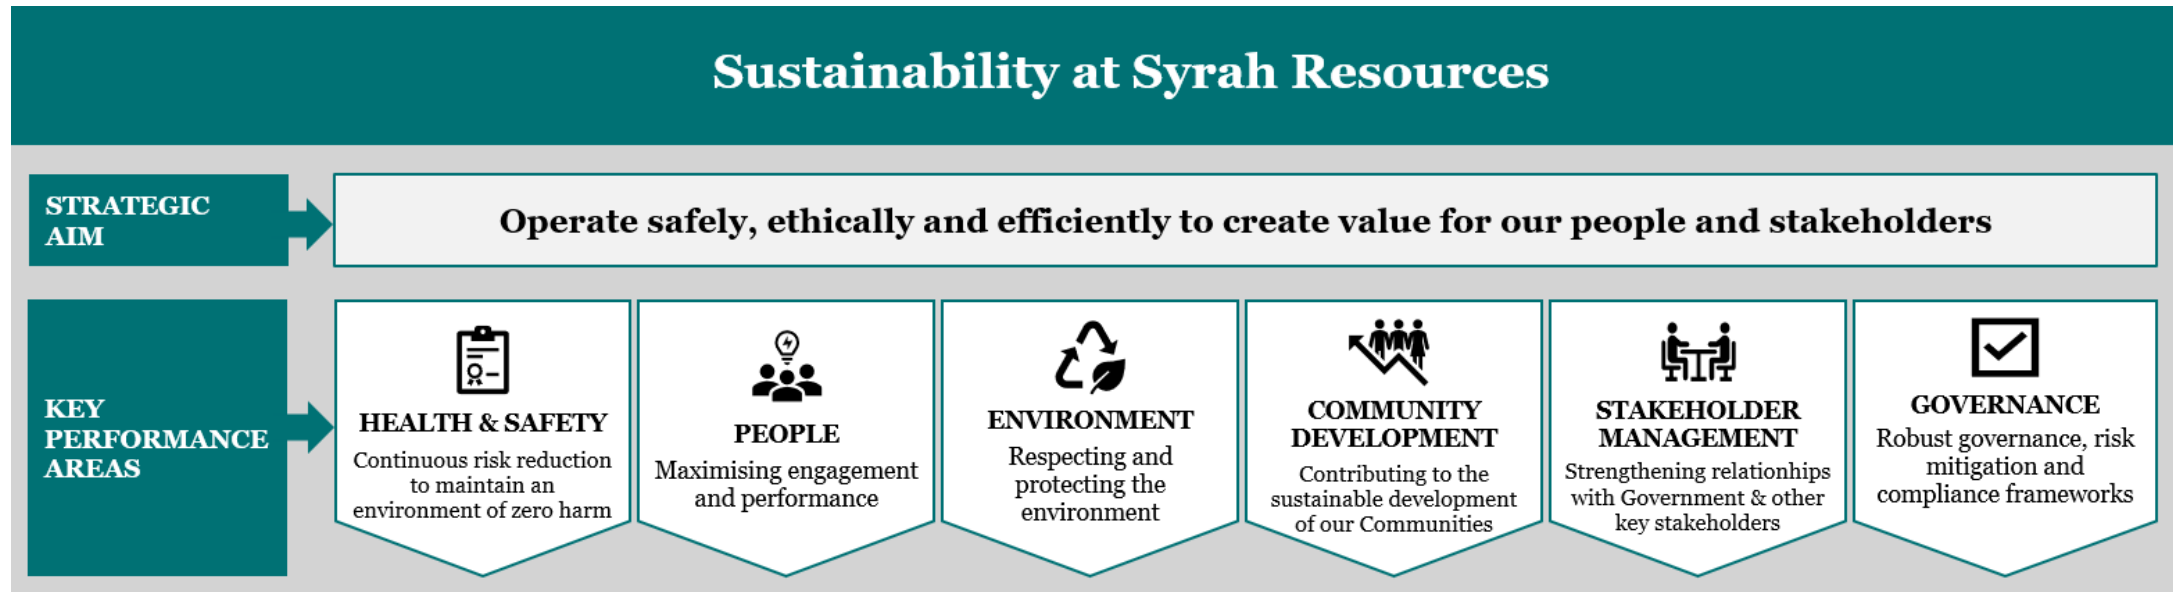 Sustainability at Syrah Resources
STRATEGIC
AIM
Operate safely, ethically and efficiently to create value for our people and stakeholders
KEY
PERFORMANCE
AREAS
HEALTH & SAFETY
Continuous risk reduction
to maintain an
environment of zero harm
PEOPLE
Maximising engagement
and performance
ENVIRONMENT
Respecting and
protecting the
environment
COMMUNITY
DEVELOPMENT
Contributing to the
sustainable development
of our Communities
STAKEHOLDER
MANAGEMENT
Strengthening relationhips
with Government & other
key stakeholders
GOVERNANCE
Robust governance, risk
mitigation and
compliance frameworks